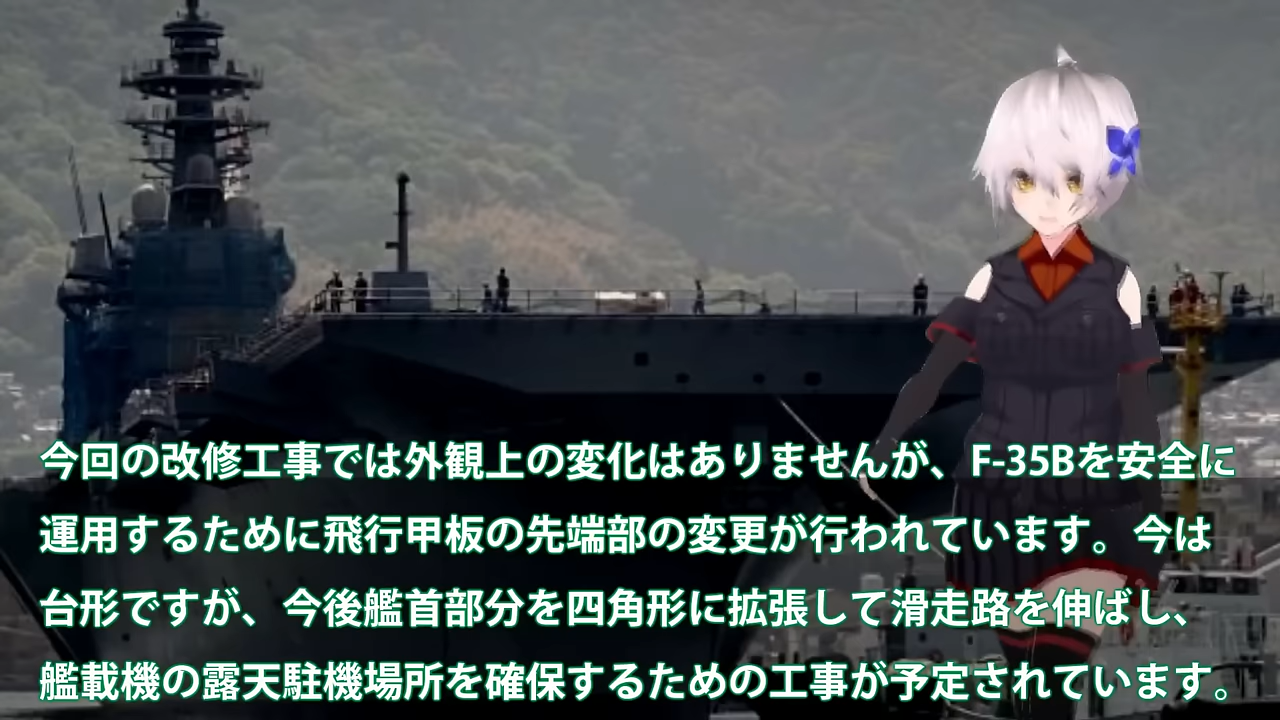 今回の改修工事では外観上の変化はありませんが、F-35Bを安全に
運用するために飛行甲板の先端部の変更が行われています。今は
台形ですが、今後艦首部分を四角形に拡張して滑走路を伸ばし、
艦載機の露天駐機場所を確保するための工事が予定されています。